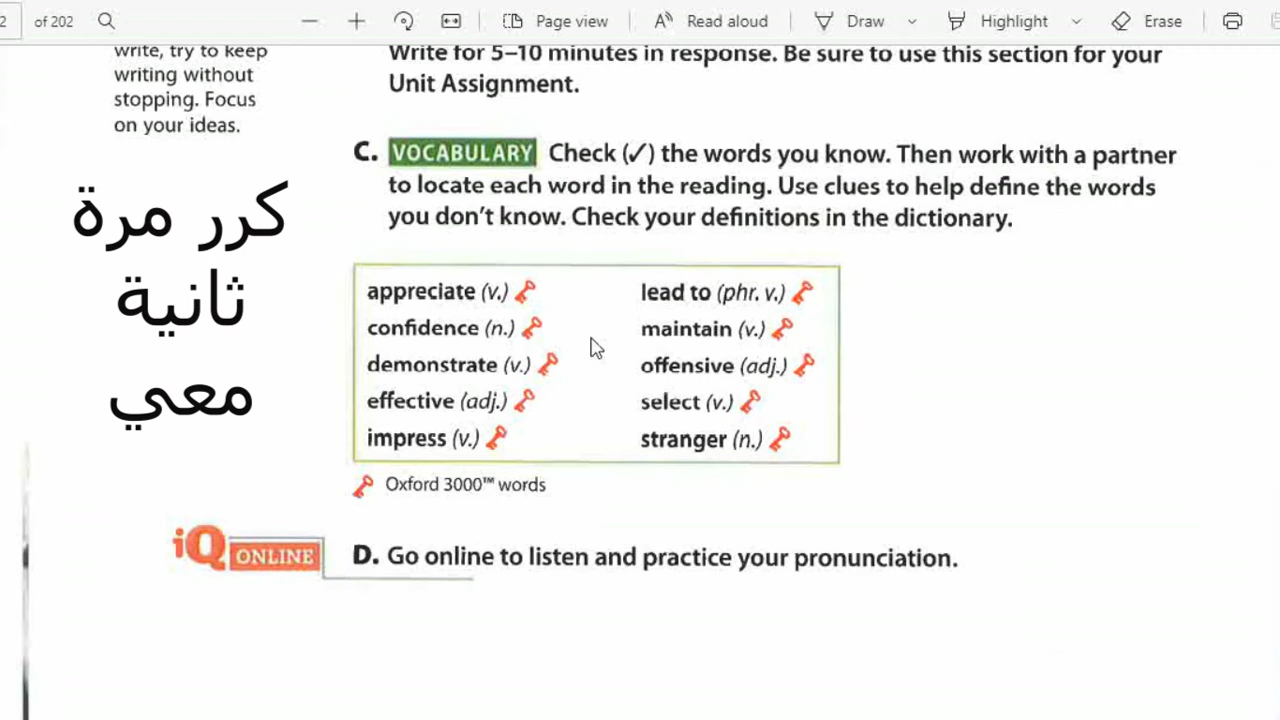 2 of 202 Page view Read aloud Draw Highlight Erase
write, try to keep
writing without
stopping. Focus
on your ideas.
Write for 5–10 minutes in response. Be sure to use this section for your
Unit Assignment.
C. VOCABULARY Check (✓) the words you know. Then work with a partner
to locate each word in the reading. Use clues to help define the words
you don't know. Check your definitions in the dictionary.
كرر مرة
ثانية
معي
appreciate (v.)
confidence (n.)
demonstrate (v.)
effective (adj.)
impress (v.)
lead to (phr. v.)
maintain (v.)
offensive (adj.)
select (v.)
stranger (n.)
Oxford 3000™ words
iQ ONLINE
D. Go online to listen and practice your pronunciation.